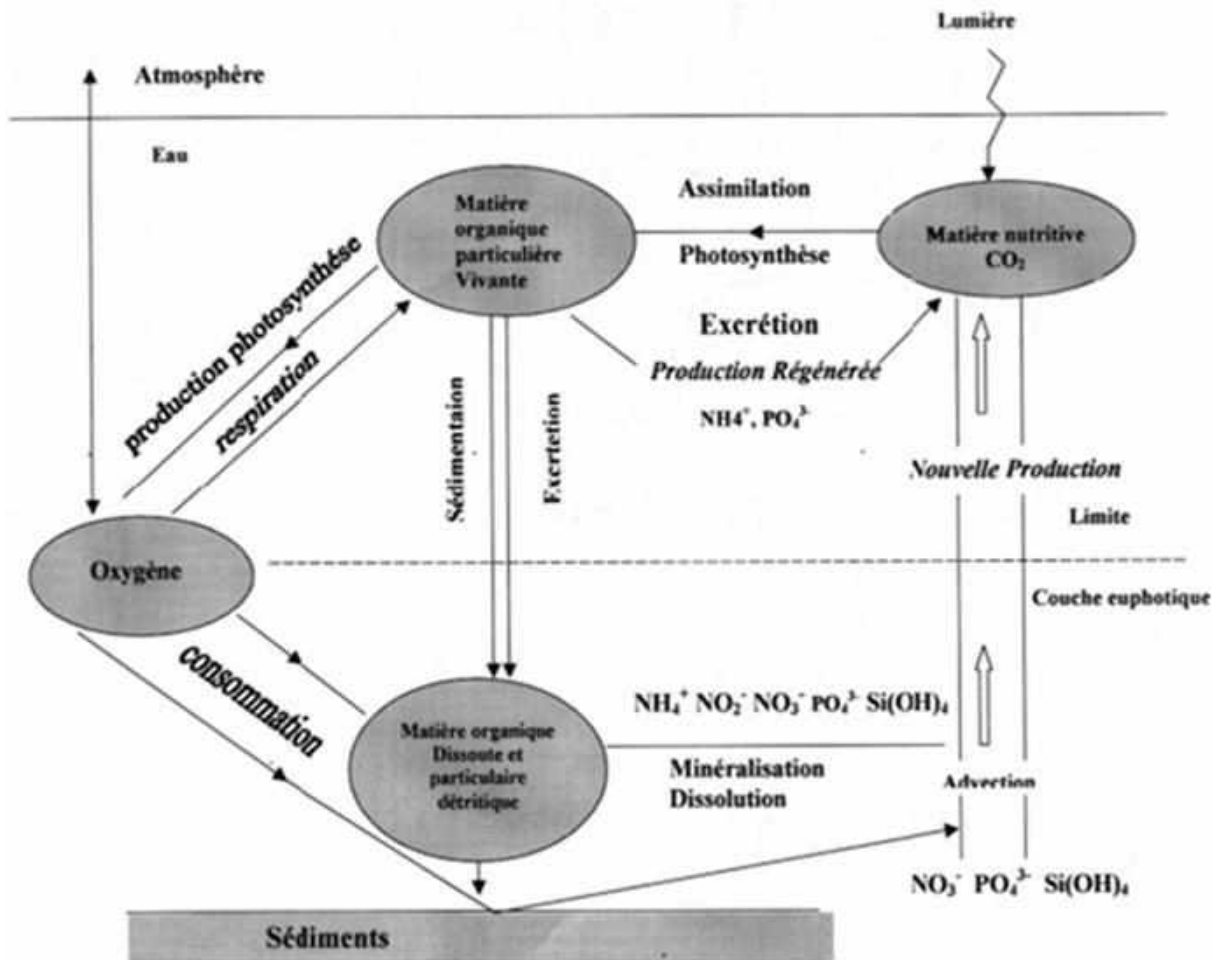 Lumière
Atmosphère
Eau
Matière
organique
particulière
Vivante
Assimilation
Photosynthèse
Matière nutritive
CO₂
production photosynthése
respiration
Excrétion
Production Régénérée
NH4⁺, PO₄³⁻
Sédimentaion
Excrtetion
Nouvelle Production
Limite
Oxygène
Couche euphotique
consommation
Matière organique
Dissoute et
particulaire
détritique
NH₄⁺ NO₂⁻ NO₃⁻ PO₄³⁻ Si(OH)₄
Minéralisation
Dissolution
Advection
NO₃⁻ PO₄³⁻ Si(OH)₄
Sédiments